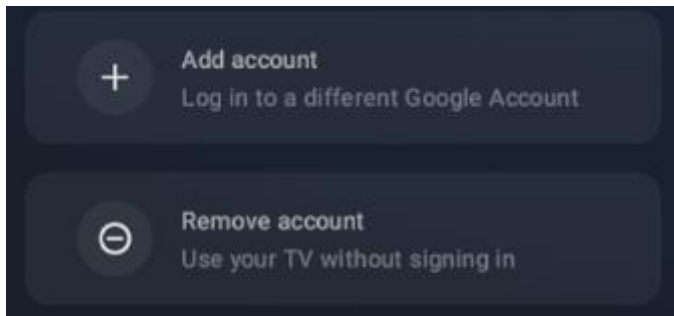 Add account
Log in to a different Google Account
Remove account
Use your TV without signing in